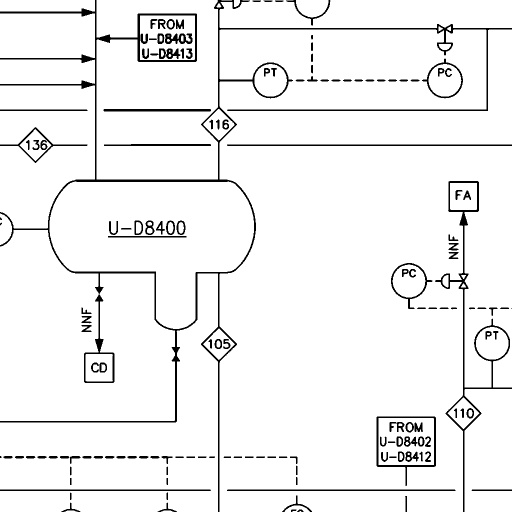 FROM
U-D8403
U-D8413
PT
PC
116
136
FA
U-D8400
NNF
PC
NNF
PT
105
CD
110
FROM
U-D8402
U-D8412